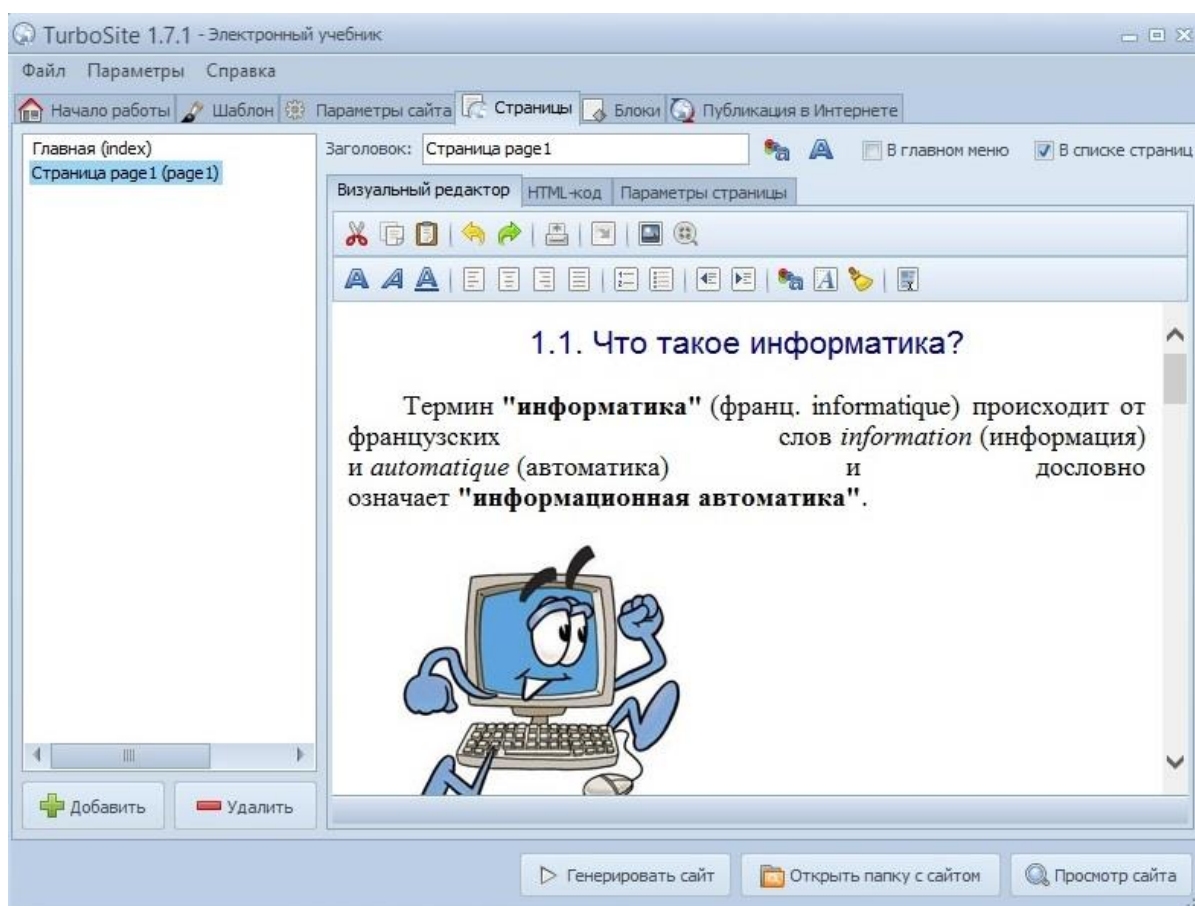 TurboSite 1.7.1 - Электронный учебник
Файл Параметры Справка
Начало работы Шаблон Параметры сайта Страницы Блоки Публикация в Интернете
Главная (index)
Страница page1 (page1)
Заголовок: Страница page1 В главном меню В списке страниц
Визуальный редактор HTML-код Параметры страницы
1.1. Что такое информатика?
Термин "информатика" (франц. informatique) происходит от
французских слов information (информация)
и automatique (автоматика) и дословно
означает "информационная автоматика".
Добавить Удалить
Генерировать сайт Открыть папку с сайтом Просмотр сайта